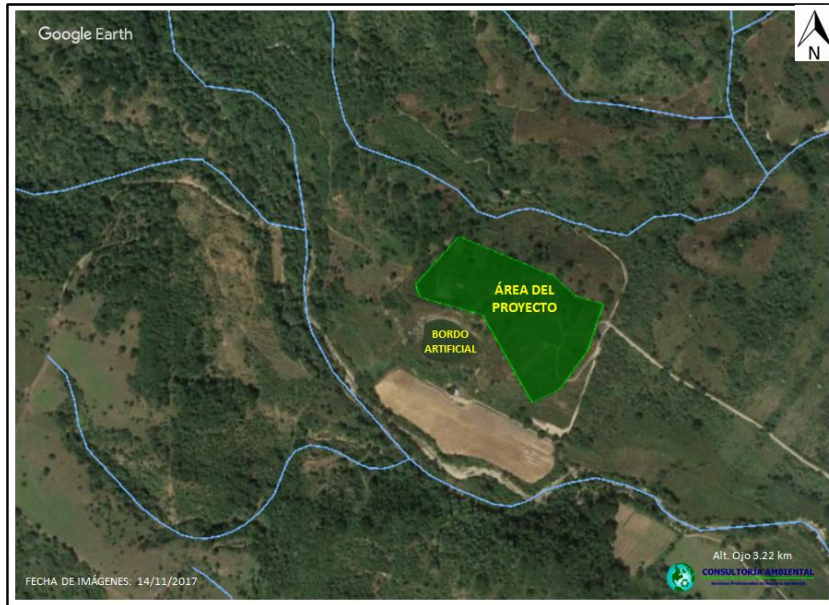 Google Earth
N
ÁREA DEL
PROYECTO
BORDO
ARTIFICIAL
Alt. Ojo 3.22 km
CONSULTORÍA AMBIENTAL
FECHA DE IMÁGENES: 14/11/2017